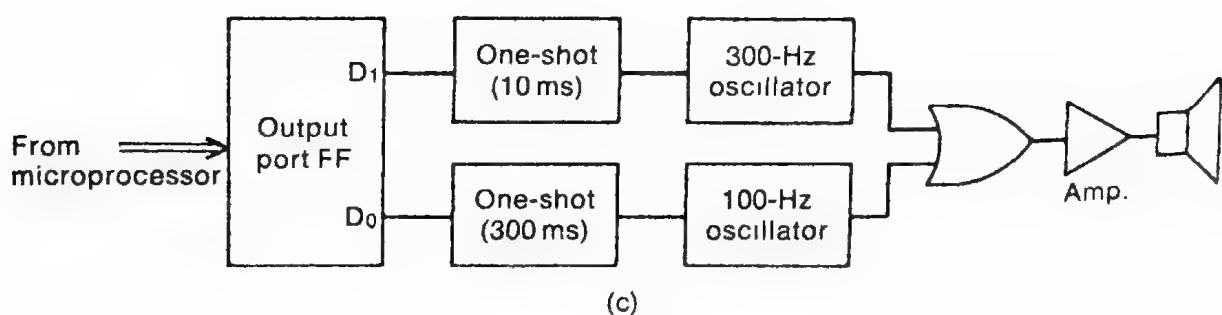 From
microprocessor
Output
port FF
D1
D0
One-shot
(10 ms)
300-Hz
oscillator
One-shot
(300 ms)
100-Hz
oscillator
Amp.
(c)